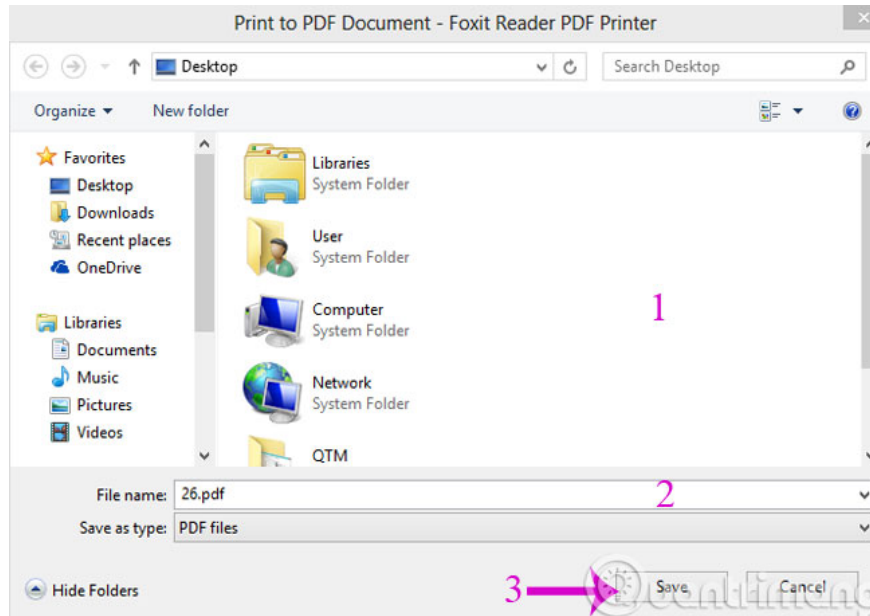 Print to PDF Document - Foxit Reader PDF Printer
Desktop
Search Desktop
Organize
New folder
Favorites
Desktop
Downloads
Recent places
OneDrive
Libraries
Documents
Music
Pictures
Videos
Libraries
System Folder
User
System Folder
Computer
System Folder
Network
System Folder
QTM
1
File name: 26.pdf
2
Save as type: PDF files
Hide Folders
3
Save
Cancel